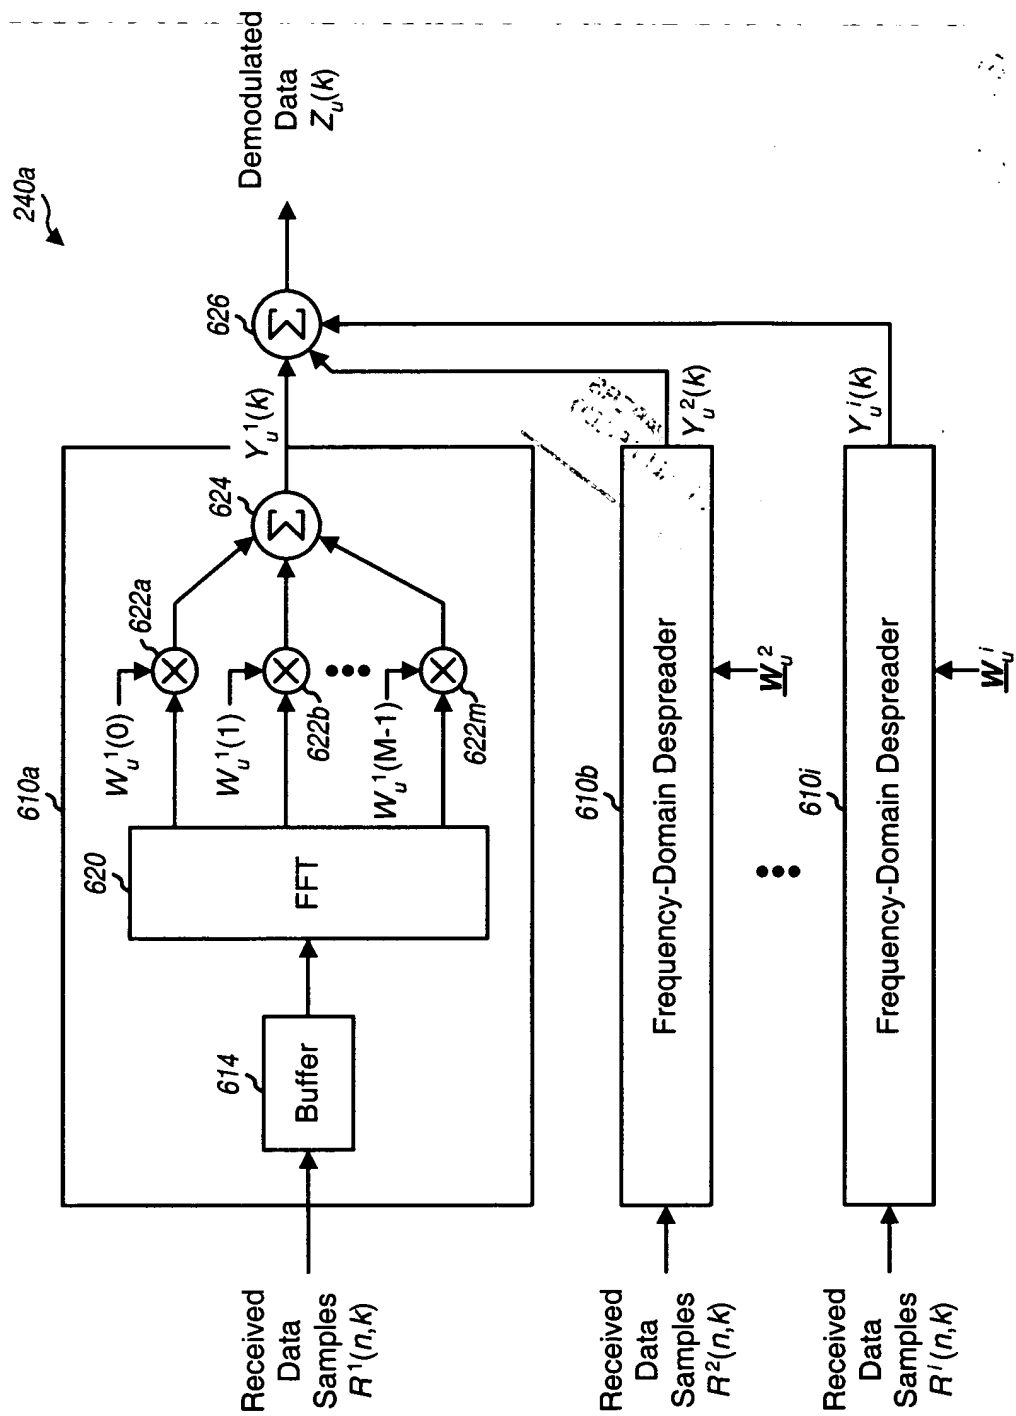 240a
Demodulated
Data
Z_u(k)
626
Σ
Y_u^1(k)
Y_u^2(k)
Y_u^i(k)
610a
624
Σ
622a
622b
622m
W_u^1(0)
W_u^1(1)
W_u^1(M-1)
620
FFT
614
Buffer
610b
Frequency-Domain Despreader
W_u^2
610i
Frequency-Domain Despreader
W_u^i
Received
Data
Samples
R^1(n,k)
Received
Data
Samples
R^2(n,k)
Received
Data
Samples
R^i(n,k)